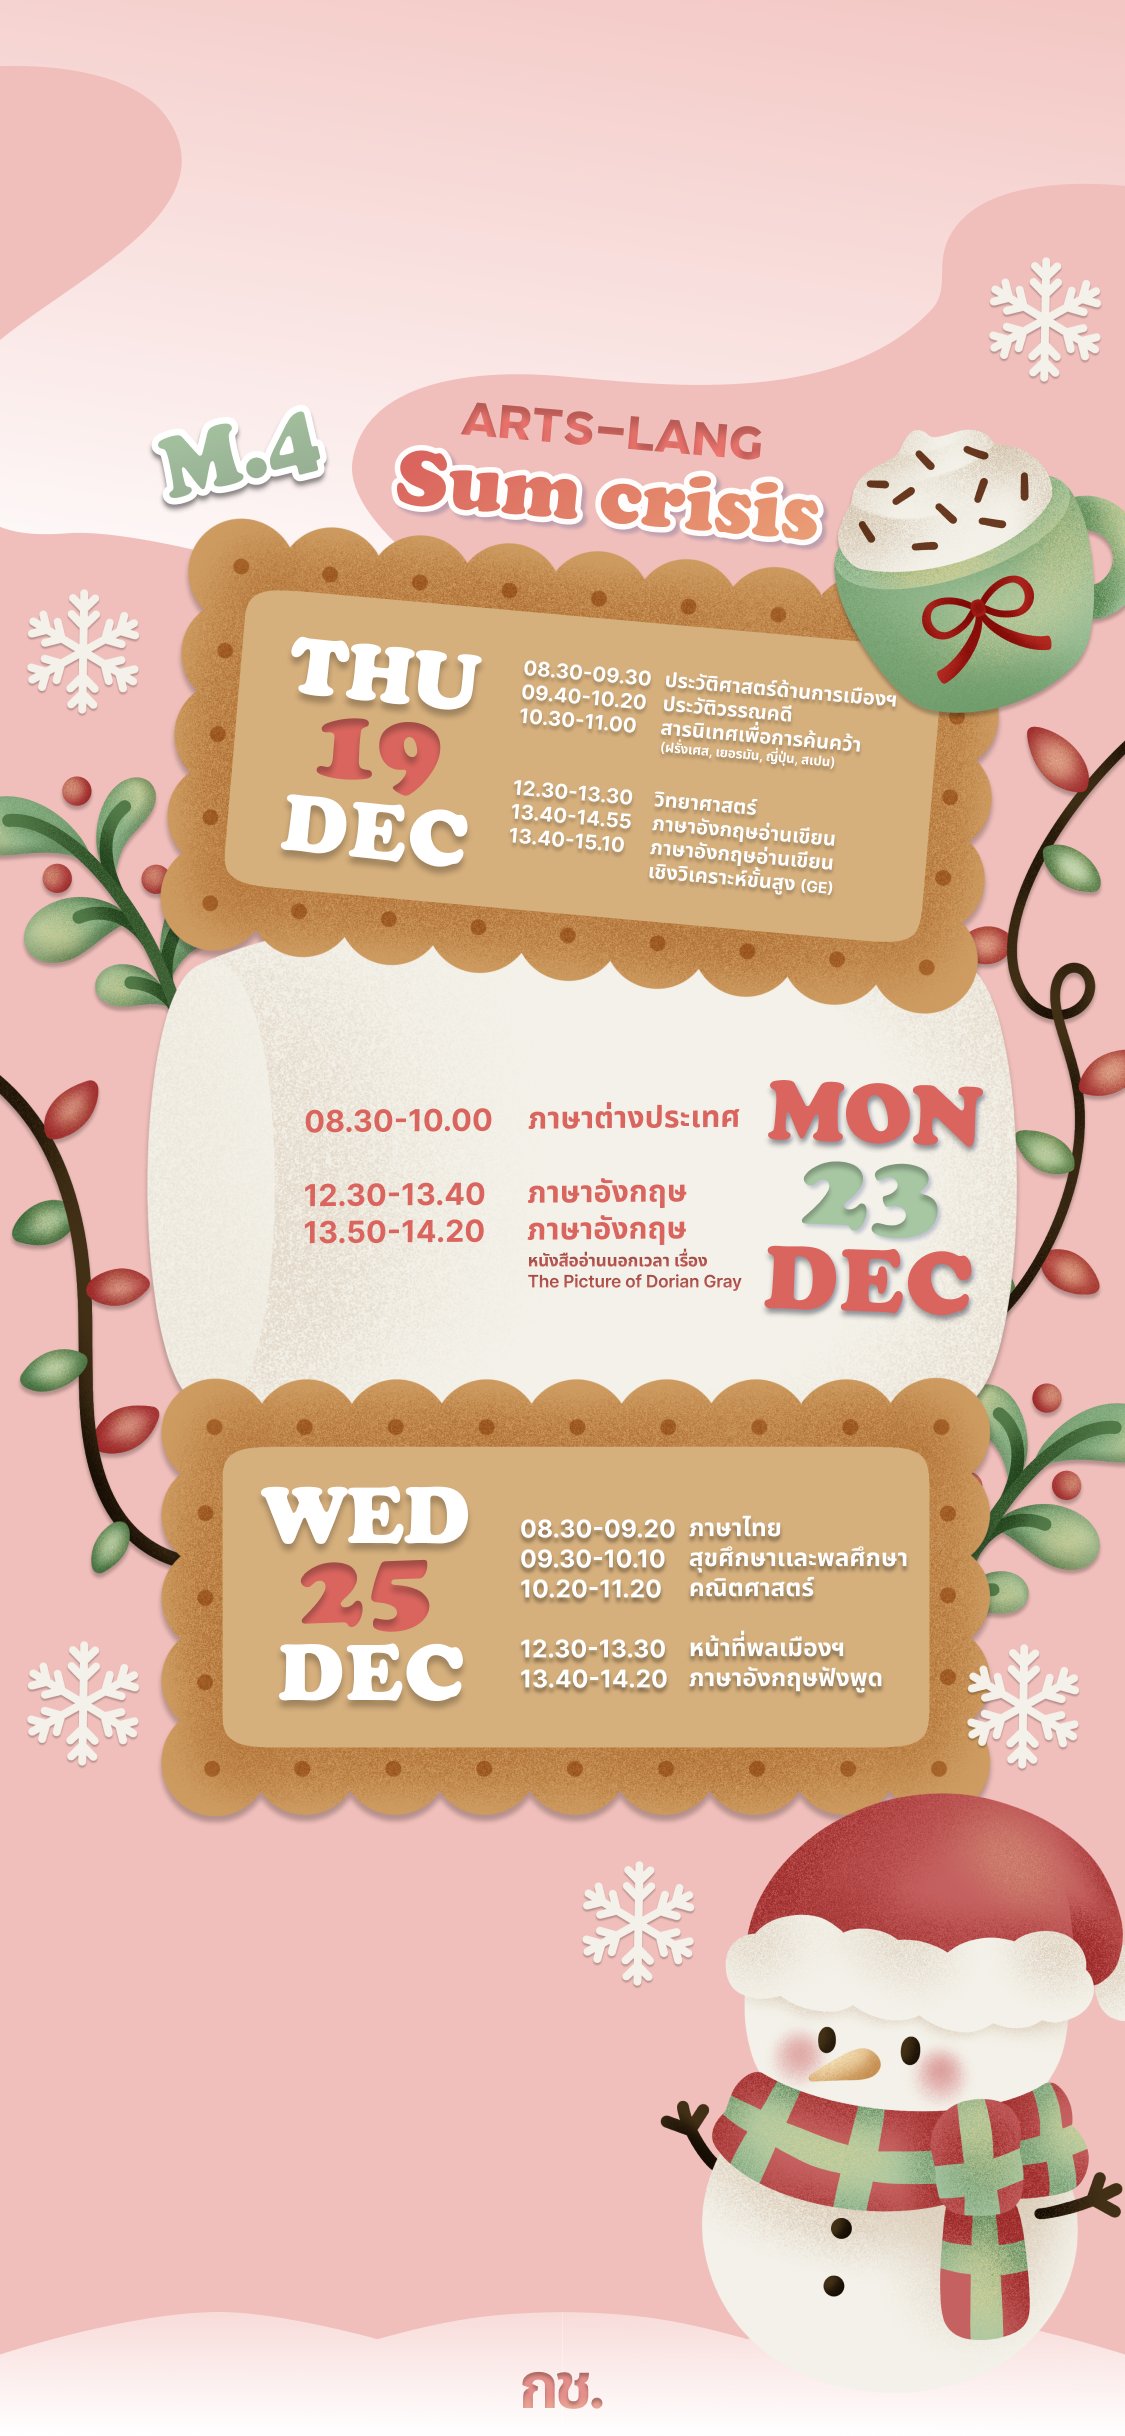 M.4
ARTS-LANG
Sum crisis
THU
19
DEC
08.30-09.30 ประวัติศาสตร์ด้านการเมืองฯ
09.40-10.20 ประวัติวรรณคดี
10.30-11.00 สารนิเทศเพื่อการค้นคว้า
(ฝรั่งเศส, เยอรมัน, ญี่ปุ่น, สเปน)
12.30-13.30 วิทยาศาสตร์
13.40-14.55 ภาษาอังกฤษอ่านเขียน
13.40-15.10 ภาษาอังกฤษอ่านเขียน
เชิงวิเคราะห์ขั้นสูง (GE)
08.30-10.00 ภาษาต่างประเทศ
12.30-13.40 ภาษาอังกฤษ
13.50-14.20 ภาษาอังกฤษ
หนังสืออ่านนอกเวลา เรื่อง
The Picture of Dorian Gray
MON
23
DEC
WED
25
DEC
08.30-09.20 ภาษาไทย
09.30-10.10 สุขศึกษาและพลศึกษา
10.20-11.20 คณิตศาสตร์
12.30-13.30 หน้าที่พลเมืองฯ
13.40-14.20 ภาษาอังกฤษฟังพูด
กช.